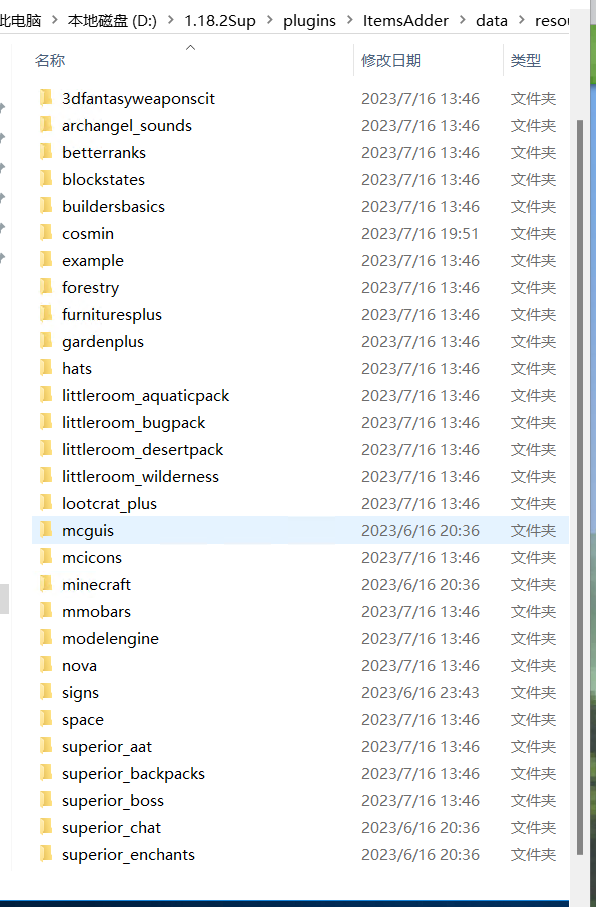 此电脑 > 本地磁盘 (D:) > 1.18.2Sup > plugins > ItemsAdder > data > resou
名称 修改日期 类型
3dfantasyweaponscit 2023/7/16 13:46 文件夹
archangel_sounds 2023/7/16 13:46 文件夹
betterranks 2023/7/16 13:46 文件夹
blockstates 2023/7/16 13:46 文件夹
buildersbasics 2023/7/16 13:46 文件夹
cosmin 2023/7/16 19:51 文件夹
example 2023/7/16 13:46 文件夹
forestry 2023/7/16 13:46 文件夹
furnituresplus 2023/7/16 13:46 文件夹
gardenplus 2023/7/16 13:46 文件夹
hats 2023/7/16 13:46 文件夹
littleroom_aquaticpack 2023/7/16 13:46 文件夹
littleroom_bugpack 2023/7/16 13:46 文件夹
littleroom_desertpack 2023/7/16 13:46 文件夹
littleroom_wilderness 2023/7/16 13:46 文件夹
lootcrat_plus 2023/7/16 13:46 文件夹
mcguis 2023/6/16 20:36 文件夹
mcicons 2023/7/16 13:46 文件夹
minecraft 2023/6/16 20:36 文件夹
mmobars 2023/7/16 13:46 文件夹
modelengine 2023/7/16 13:46 文件夹
nova 2023/7/16 13:46 文件夹
signs 2023/6/16 23:43 文件夹
space 2023/7/16 13:46 文件夹
superior_aat 2023/7/16 13:46 文件夹
superior_backpacks 2023/7/16 13:46 文件夹
superior_boss 2023/7/16 13:46 文件夹
superior_chat 2023/6/16 20:36 文件夹
superior_enchants 2023/6/16 20:36 文件夹